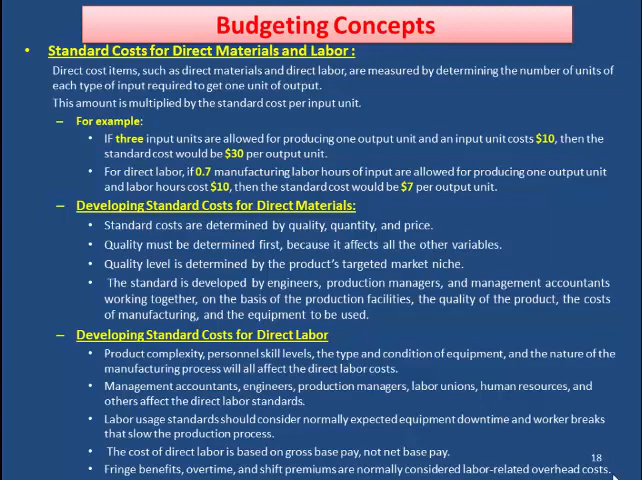 Budgeting Concepts
• Standard Costs for Direct Materials and Labor :
Direct cost items, such as direct materials and direct labor, are measured by determining the number of units of
each type of input required to get one unit of output.
This amount is multiplied by the standard cost per input unit.
– For example:
• IF three input units are allowed for producing one output unit and an input unit costs $10, then the
standard cost would be $30 per output unit.
• For direct labor, if 0.7 manufacturing labor hours of input are allowed for producing one output unit
and labor hours cost $10, then the standard cost would be $7 per output unit.
– Developing Standard Costs for Direct Materials:
• Standard costs are determined by quality, quantity, and price.
• Quality must be determined first, because it affects all the other variables.
• Quality level is determined by the product's targeted market niche.
• The standard is developed by engineers, production managers, and management accountants
working together, on the basis of the production facilities, the quality of the product, the costs
of manufacturing, and the equipment to be used.
– Developing Standard Costs for Direct Labor
• Product complexity, personnel skill levels, the type and condition of equipment, and the nature of the
manufacturing process will all affect the direct labor costs.
• Management accountants, engineers, production managers, labor unions, human resources, and
others affect the direct labor standards.
• Labor usage standards should consider normally expected equipment downtime and worker breaks
that slow the production process.
• The cost of direct labor is based on gross base pay, not net base pay.
18
• Fringe benefits, overtime, and shift premiums are normally considered labor-related overhead costs.